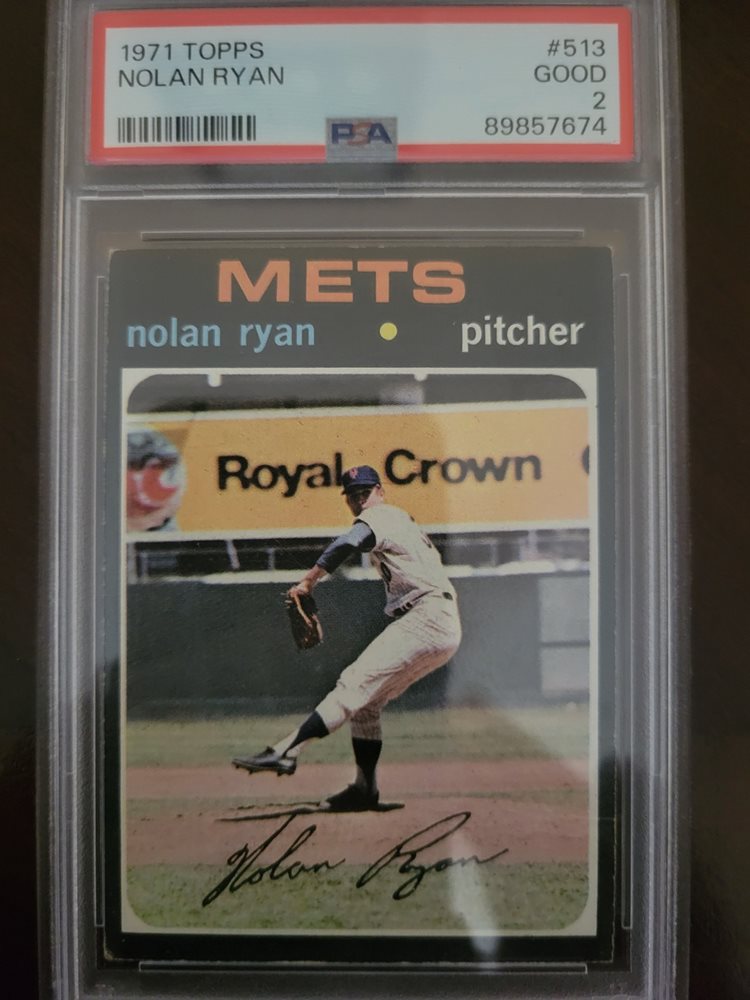 1971 TOPPS #513
NOLAN RYAN GOOD
2
PSA 89857674
METS
nolan ryan pitcher
Royal Crown
Nolan Ryan